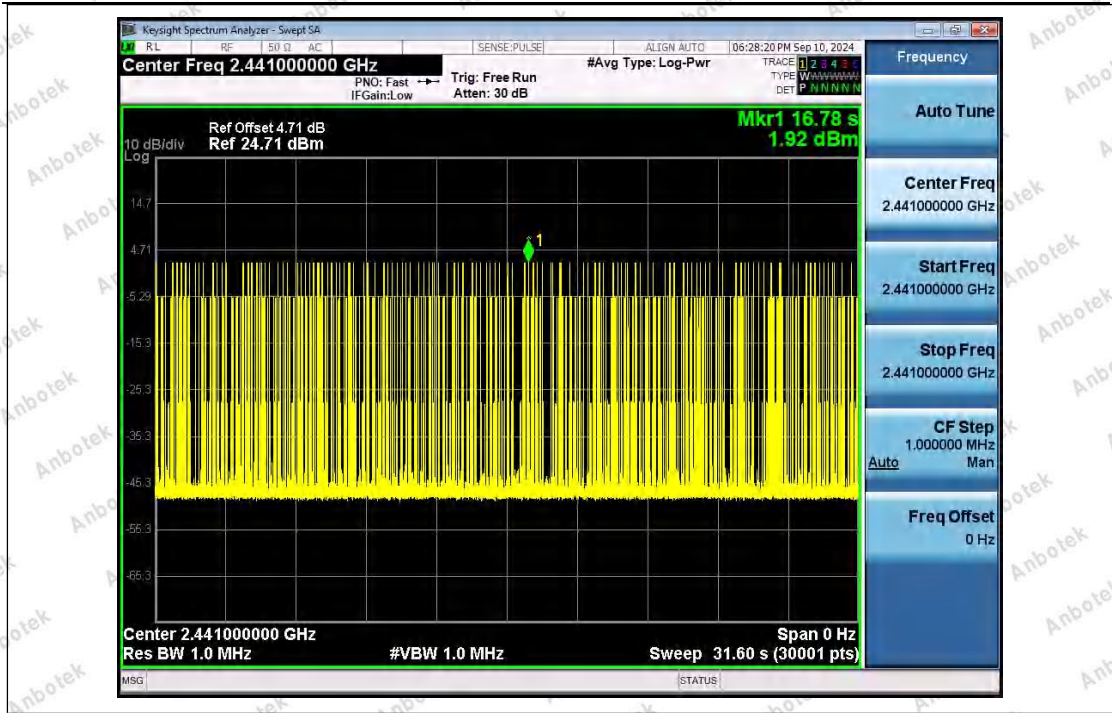 Keysight Spectrum Analyzer - Swept SA
RL RF 50 Ω AC SENSE:PULSE ALIGN AUTO 06:28:20 PM Sep 10, 2024
Center Freq 2.441000000 GHz
PNO: Fast
IFGain:Low
Trig: Free Run
Atten: 30 dB
#Avg Type: Log-Pwr
TRACE 1 2 3 4 5 6
TYPE WWWWWW
DET P N N N N N
Frequency
Mkr1 16.78 s
1.92 dBm
Ref Offset 4.71 dB
10 dB/div Ref 24.71 dBm
Log
14.7
4.71
-5.29
-15.3
-25.3
-35.3
-45.3
-55.3
-65.3
1
Center 2.441000000 GHz Span 0 Hz
Res BW 1.0 MHz #VBW 1.0 MHz Sweep 31.60 s (30001 pts)
MSG STATUS
Auto Tune
Center Freq
2.441000000 GHz
Start Freq
2.441000000 GHz
Stop Freq
2.441000000 GHz
CF Step
1.000000 MHz
Auto Man
Freq Offset
0 Hz
Anbotek